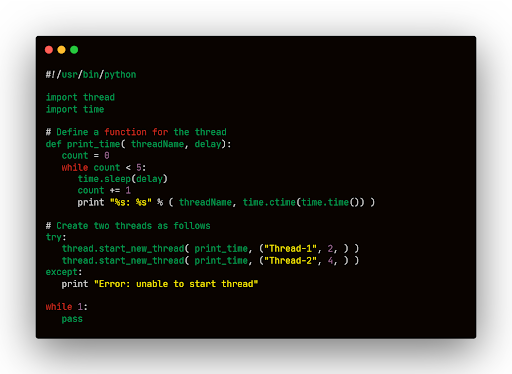 #!/usr/bin/python
import thread
import time
# Define a function for the thread
def print_time( threadName, delay):
   count = 0
   while count < 5:
      time.sleep(delay)
      count += 1
      print "%s: %s" % ( threadName, time.ctime(time.time()) )
# Create two threads as follows
try:
   thread.start_new_thread( print_time, ("Thread-1", 2, ) )
   thread.start_new_thread( print_time, ("Thread-2", 4, ) )
except:
   print "Error: unable to start thread"
while 1:
   pass